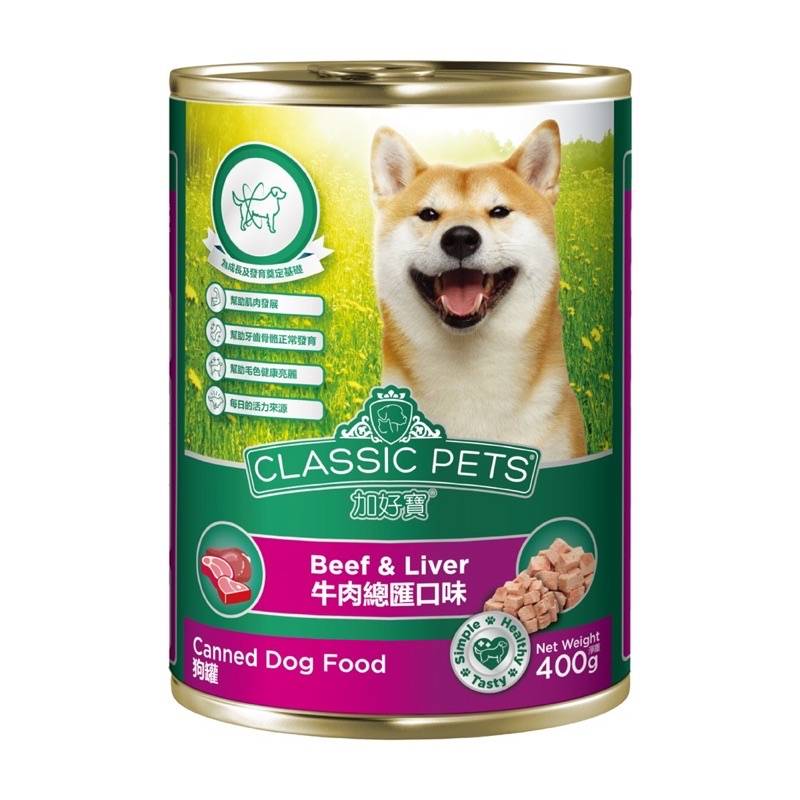 為成長及發育奠定基礎
幫助肌肉發展
幫助牙齒骨骼正常發育
幫助毛色健康亮麗
每日的活力來源
CLASSIC PETS®
加好寶®
Beef & Liver
牛肉總匯口味
Canned Dog Food
狗罐
Simple Healthy Tasty
Net Weight
淨重
400g